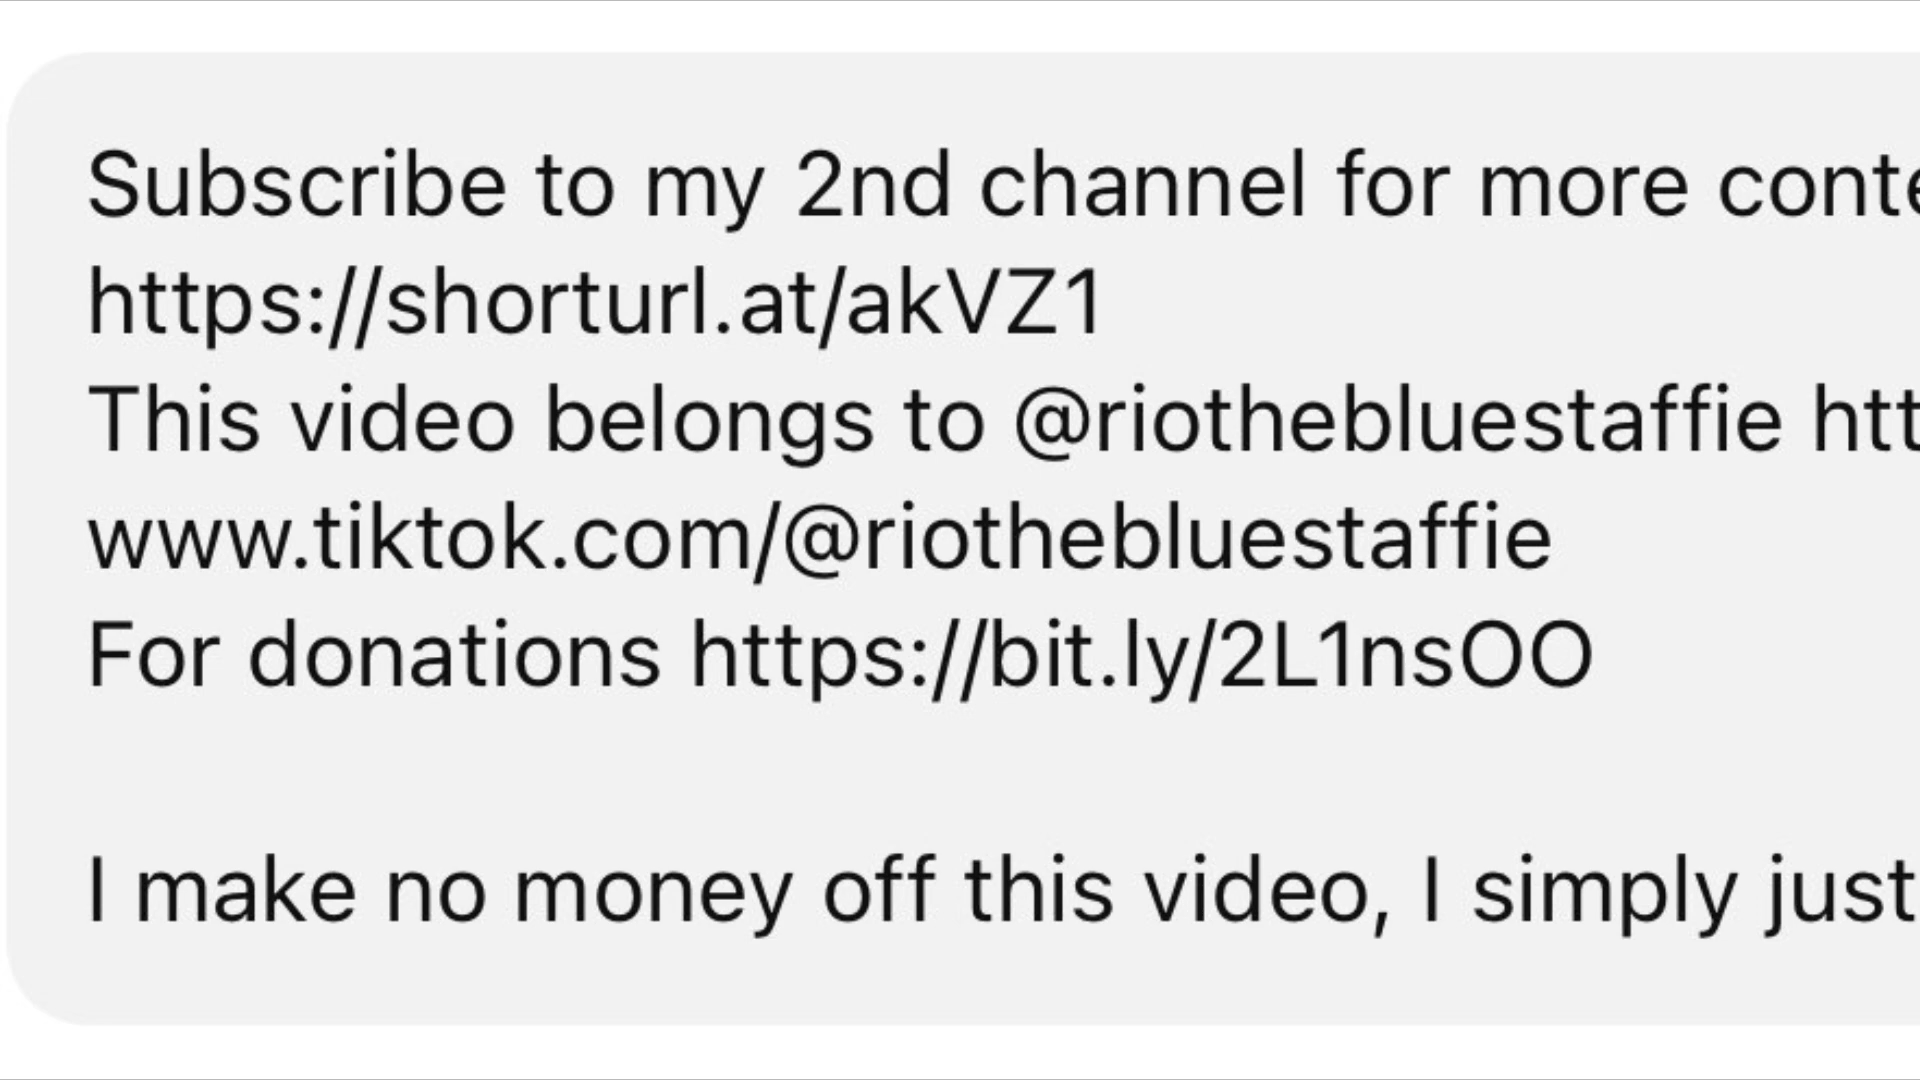 Subscribe to my 2nd channel for more conte
https://shorturl.at/akVZ1
This video belongs to @riothebluestaffie htt
www.tiktok.com/@riothebluestaffie
For donations https://bit.ly/2L1nsOO
I make no money off this video, I simply just